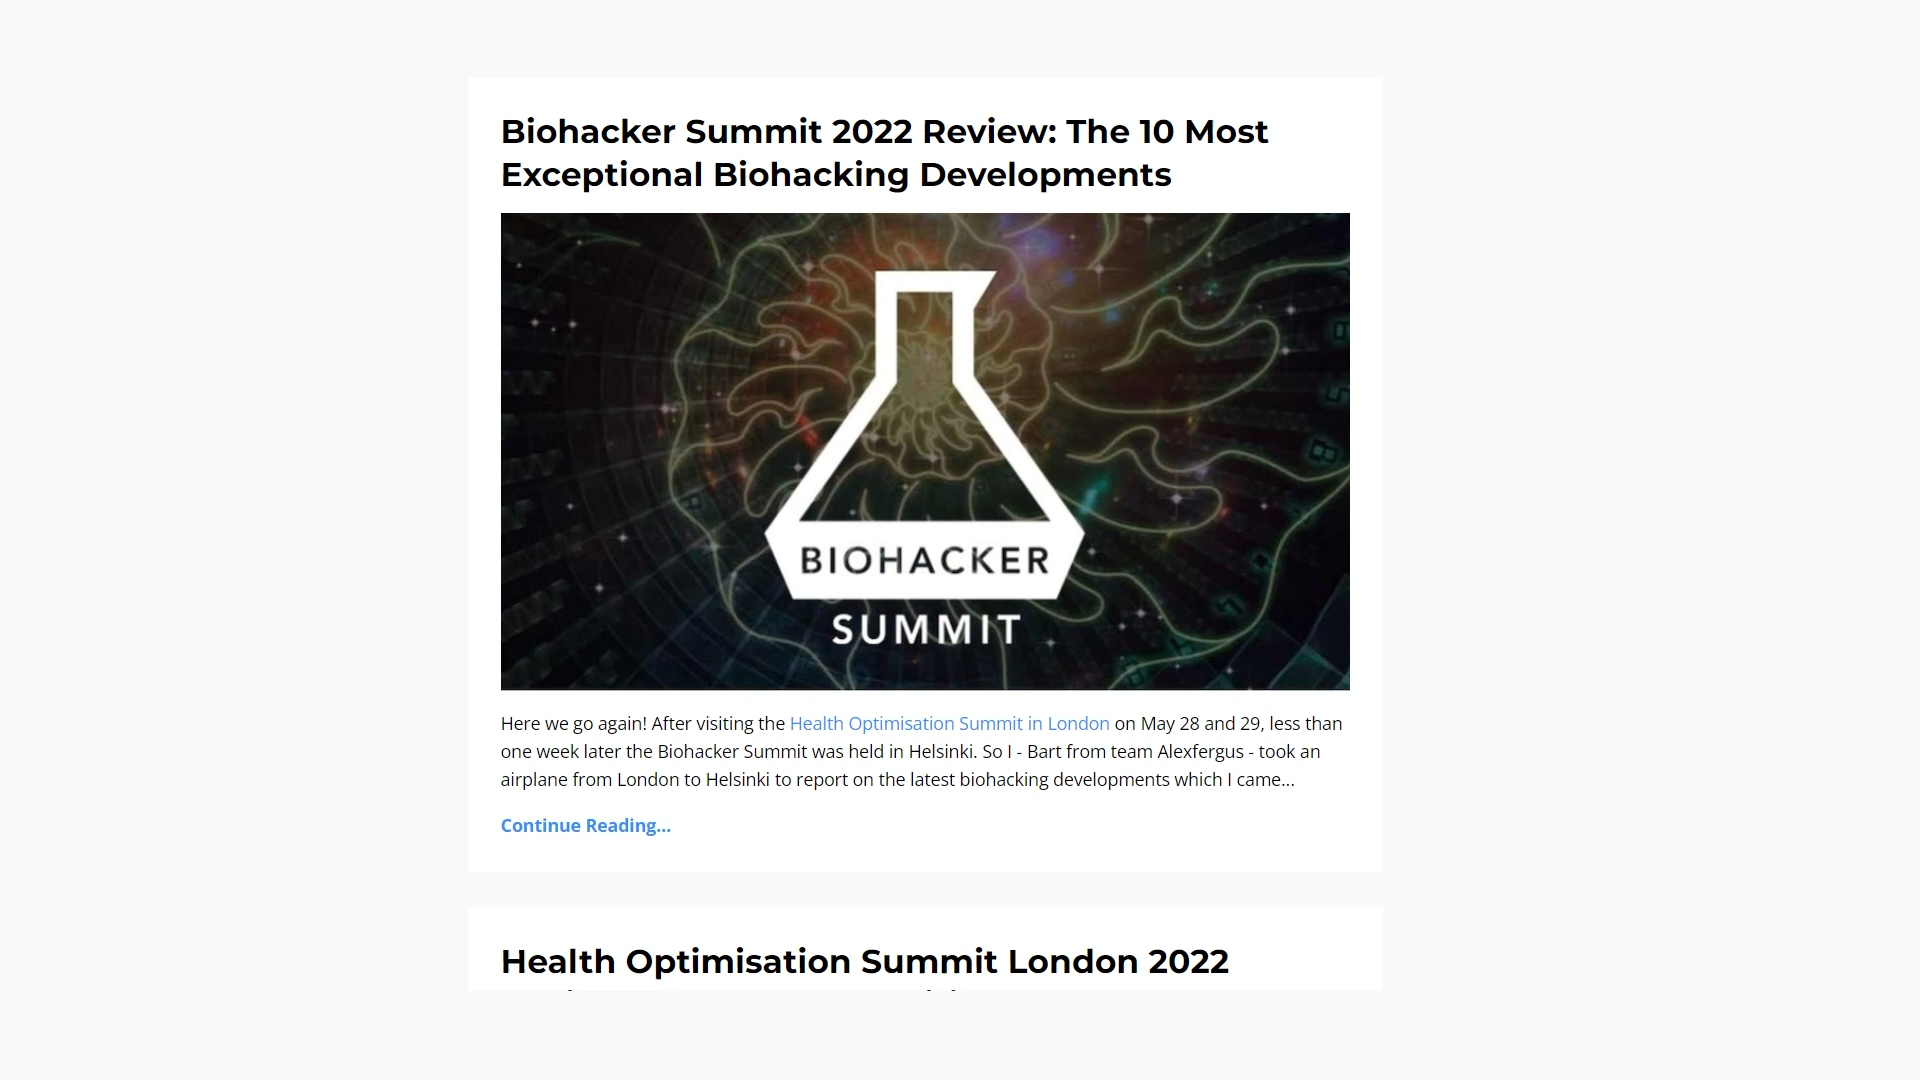 Biohacker Summit 2022 Review: The 10 Most
Exceptional Biohacking Developments
BIOHACKER
SUMMIT
Here we go again! After visiting the Health Optimisation Summit in London on May 28 and 29, less than
one week later the Biohacker Summit was held in Helsinki. So I - Bart from team Alexfergus - took an
airplane from London to Helsinki to report on the latest biohacking developments which I came...
Continue Reading...
Health Optimisation Summit London 2022